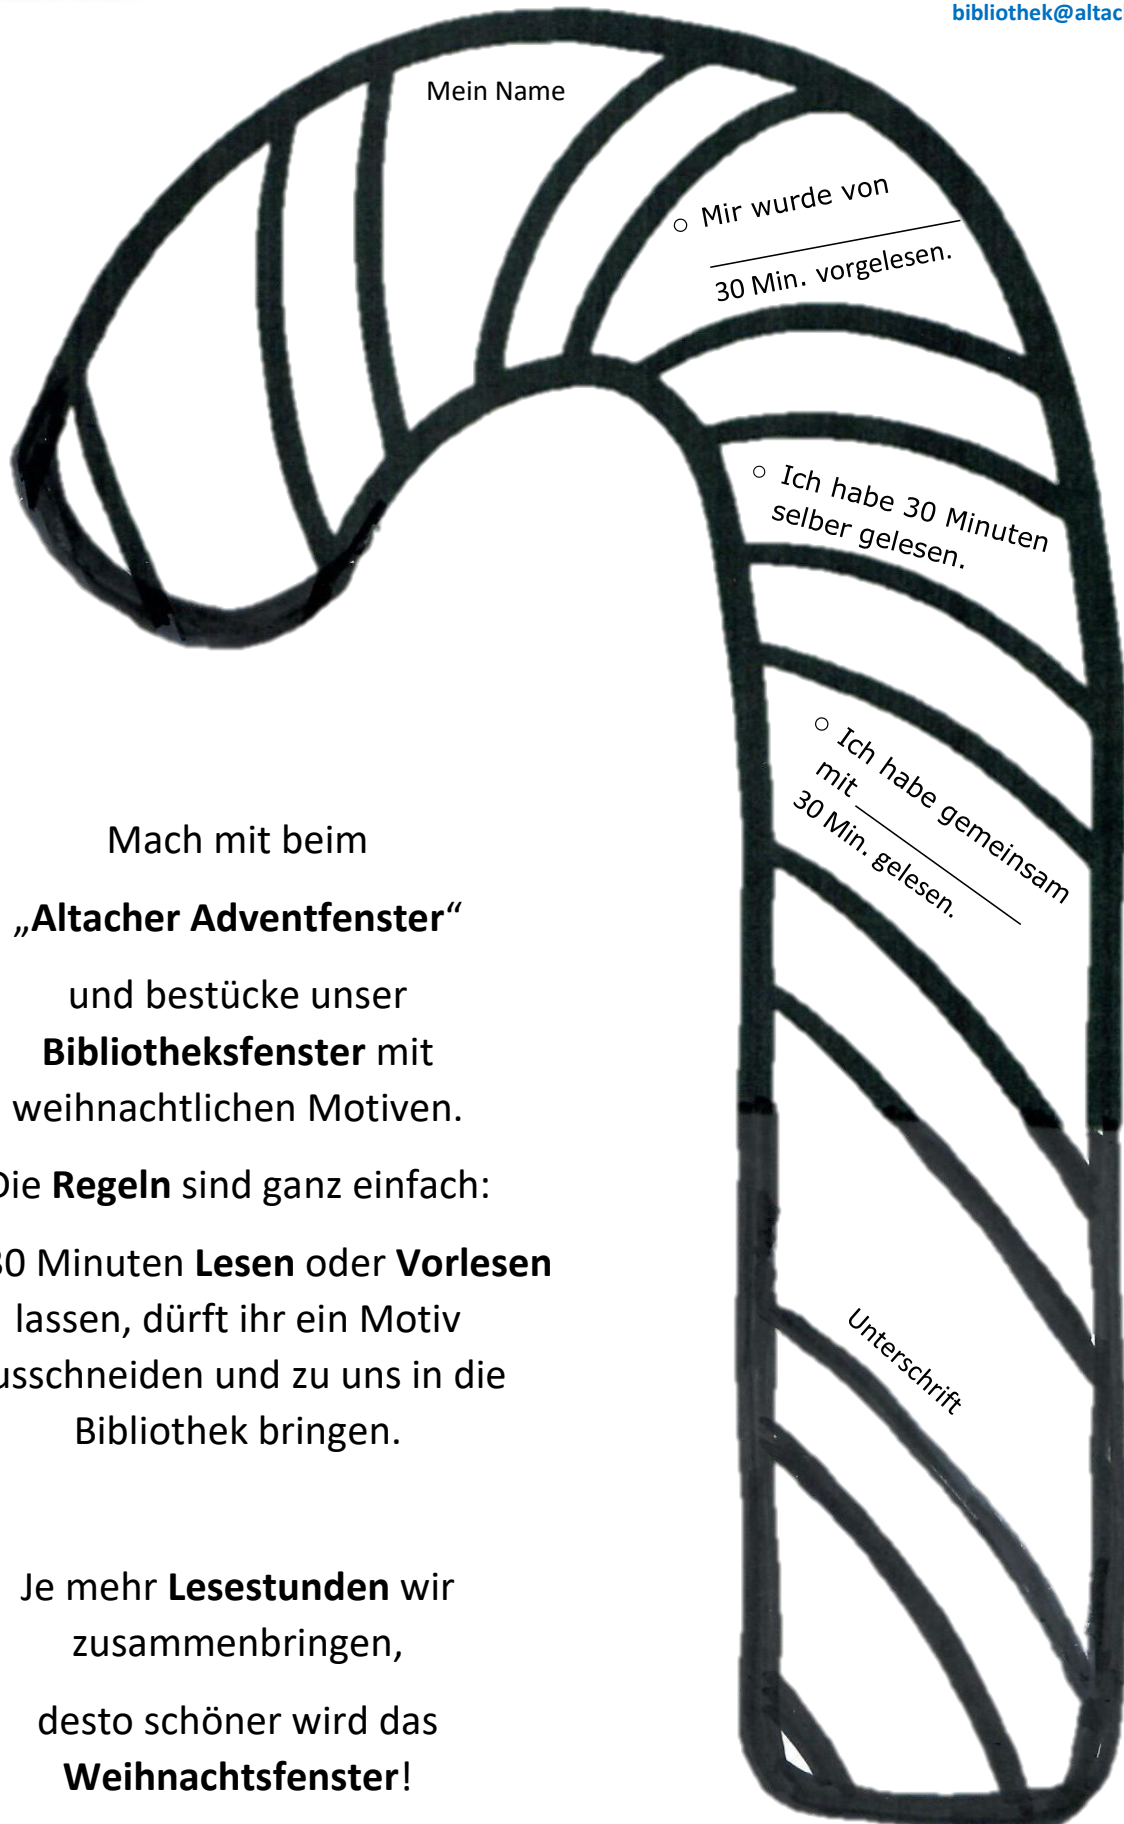 bibliothek@altac
Mein Name
○ Mir wurde von
30 Min. vorgelesen.
○ Ich habe 30 Minuten
selber gelesen.
○ Ich habe gemeinsam
mit
30 Min. gelesen.
Mach mit beim
„Altacher Adventfenster“
und bestücke unser
Bibliotheksfenster mit
weihnachtlichen Motiven.
Die Regeln sind ganz einfach:
30 Minuten Lesen oder Vorlesen
lassen, dürft ihr ein Motiv
usschneiden und zu uns in die
Bibliothek bringen.
Unterschrift
Je mehr Lesestunden wir
zusammenbringen,
desto schöner wird das
Weihnachtsfenster!